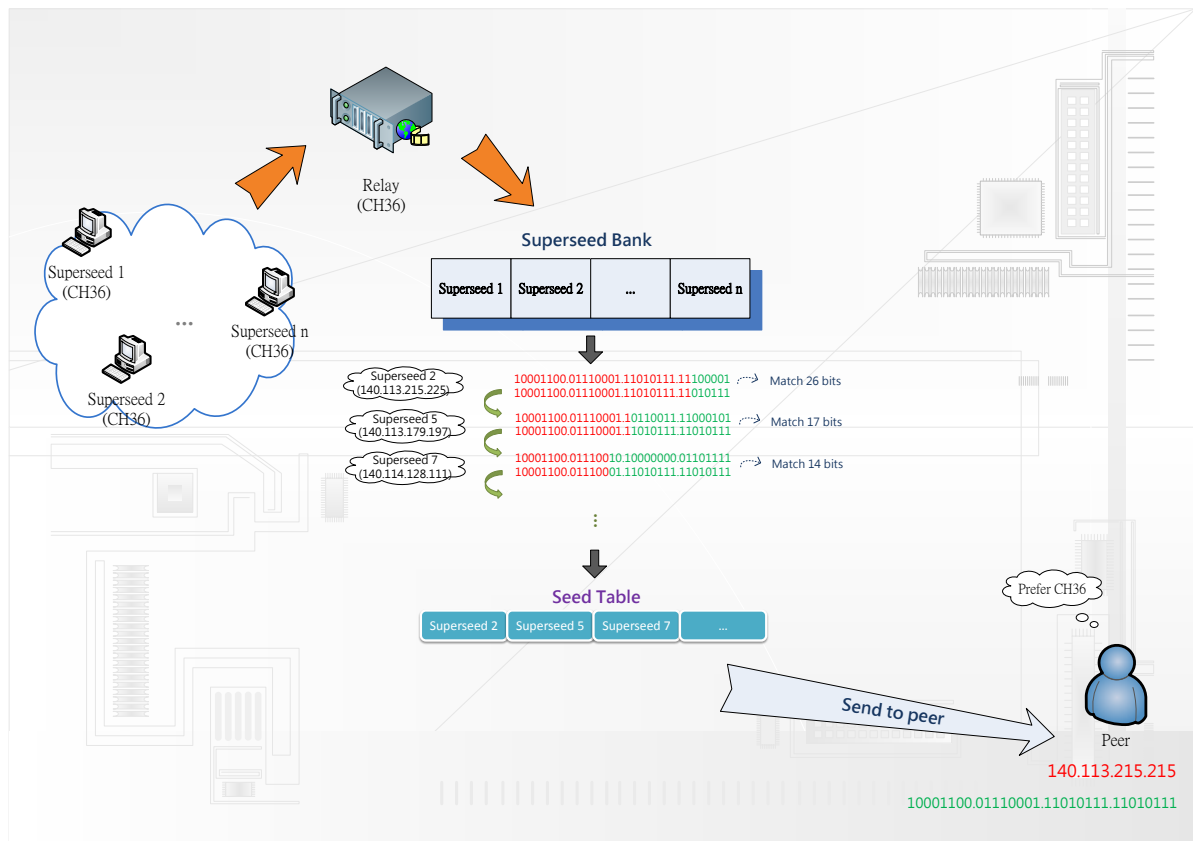 Relay
(CH36)
Superseed 1
(CH36)
...
Superseed n
(CH36)
Superseed 2
(CH36)
Superseed Bank
Superseed 1
Superseed 2
...
Superseed n
Superseed 2
(140.113.215.225)
10001100.01110001.11010111.11100001
10001100.01110001.11010111.11010111
Match 26 bits
Superseed 5
(140.113.179.197)
10001100.01110001.10110011.11000101
10001100.01110001.11010111.11010111
Match 17 bits
Superseed 7
(140.114.128.111)
10001100.01110010.10000000.01101111
10001100.01110001.11010111.11010111
Match 14 bits
...
Seed Table
Superseed 2
Superseed 5
Superseed 7
...
Prefer CH36
Send to peer
Peer
140.113.215.215
10001100.01110001.11010111.11010111